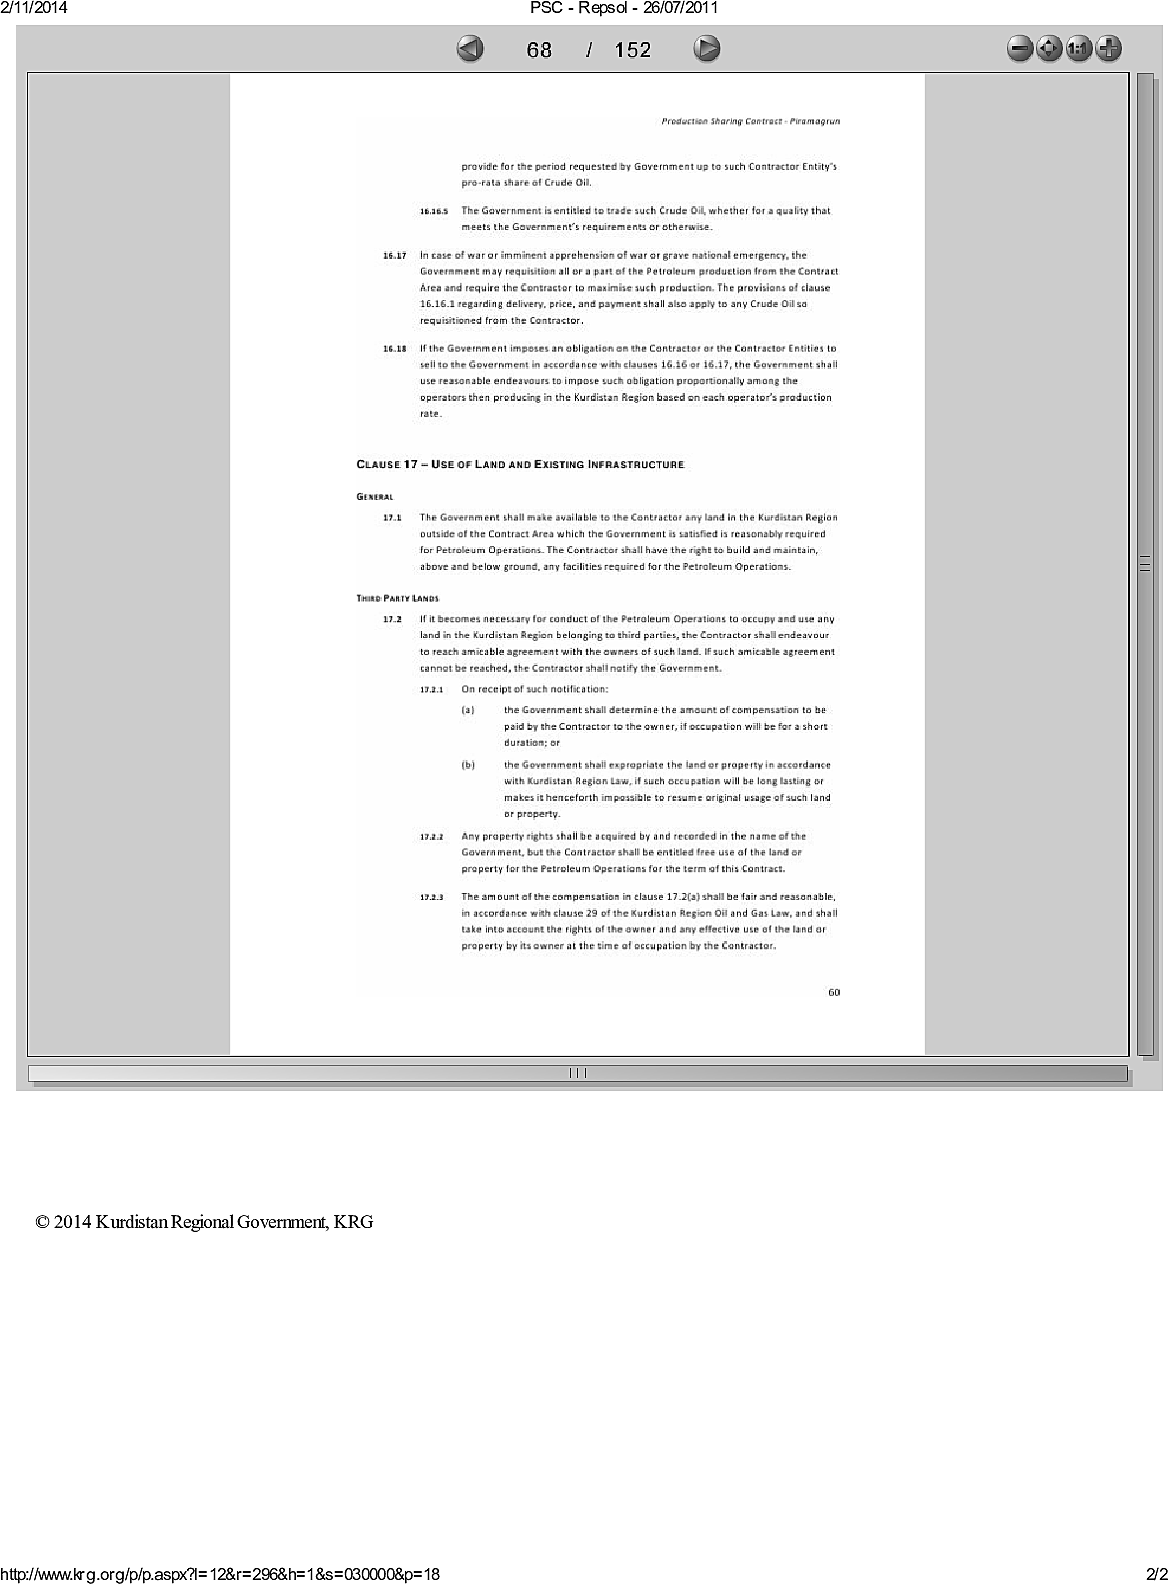 2/11/2014
PSC - Repsol - 26/07/2011
68 / 152
1:1
Production Sharing Contract - Piramagrun
provide for the period requested by Government up to such Contractor Entity's
pro-rata share of Crude Oil.
16.16.5 The Government is entitled to trade such Crude Oil, whether for a quality that
meets the Government's requirements or otherwise.
16.17 In case of war or imminent apprehension of war or grave national emergency, the
Government may requisition all or a part of the Petroleum production from the Contract
Area and require the Contractor to maximise such production. The provisions of clause
16.16.1 regarding delivery, price, and payment shall also apply to any Crude Oil so
requisitioned from the Contractor.
16.18 If the Government imposes an obligation on the Contractor or the Contractor Entities to
sell to the Government in accordance with clauses 16.16 or 16.17, the Government shall
use reasonable endeavours to impose such obligation proportionally among the
operators then producing in the Kurdistan Region based on each operator's production
rate.
CLAUSE 17 – USE OF LAND AND EXISTING INFRASTRUCTURE
GENERAL
17.1 The Government shall make available to the Contractor any land in the Kurdistan Region
outside of the Contract Area which the Government is satisfied is reasonably required
for Petroleum Operations. The Contractor shall have the right to build and maintain,
above and below ground, any facilities required for the Petroleum Operations.
THIRD PARTY LANDS
17.2 If it becomes necessary for conduct of the Petroleum Operations to occupy and use any
land in the Kurdistan Region belonging to third parties, the Contractor shall endeavour
to reach amicable agreement with the owners of such land. If such amicable agreement
cannot be reached, the Contractor shall notify the Government.
17.2.1 On receipt of such notification:
(a) the Government shall determine the amount of compensation to be
paid by the Contractor to the owner, if occupation will be for a short
duration; or
(b) the Government shall expropriate the land or property in accordance
with Kurdistan Region Law, if such occupation will be long lasting or
makes it henceforth impossible to resume original usage of such land
or property.
17.2.2 Any property rights shall be acquired by and recorded in the name of the
Government, but the Contractor shall be entitled free use of the land or
property for the Petroleum Operations for the term of this Contract.
17.2.3 The amount of the compensation in clause 17.2(a) shall be fair and reasonable,
in accordance with clause 29 of the Kurdistan Region Oil and Gas Law, and shall
take into account the rights of the owner and any effective use of the land or
property by its owner at the time of occupation by the Contractor.
60
© 2014 Kurdistan Regional Government, KRG
http://www.krg.org/p/p.aspx?l=12&r=296&h=1&s=030000&p=18
2/2